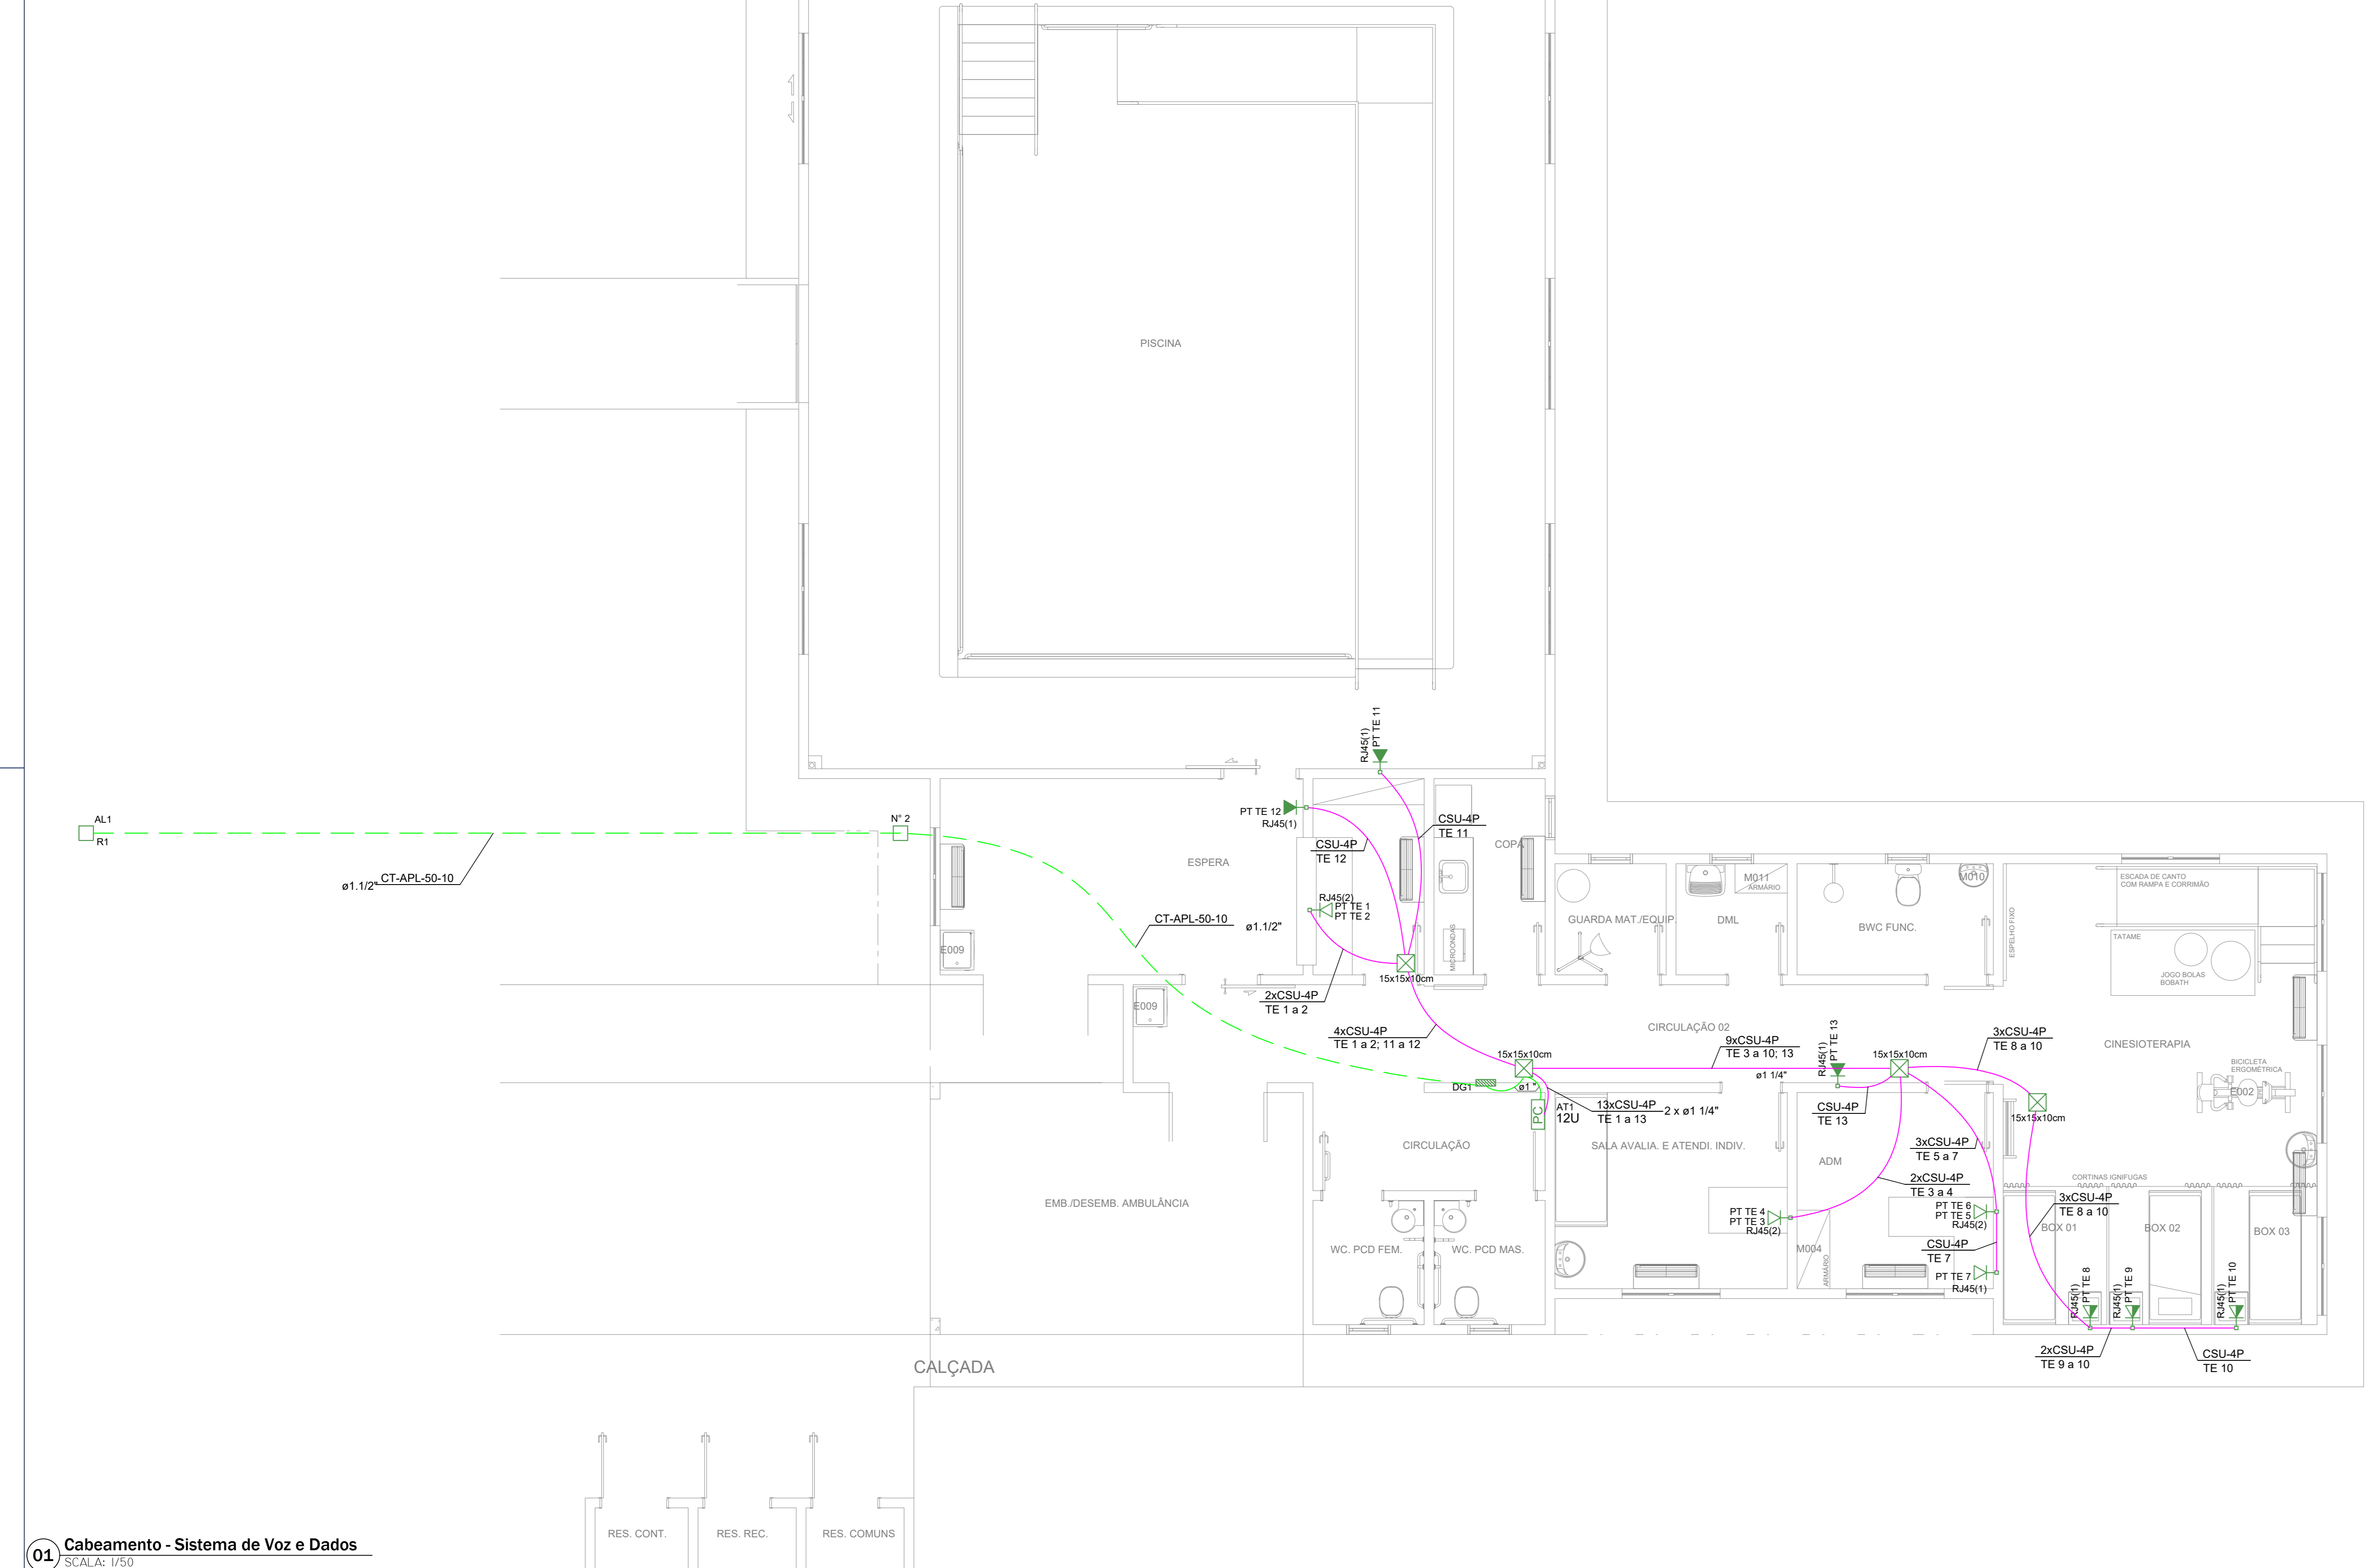 PISCINA
RJ45(1)
PT TE 11
AL1
R1
N° 2
PT TE 12
RJ45(1)
CSU-4P
TE 11
CSU-4P
TE 12
COPA
ESPERA
ø1.1/2"
CT-APL-50-10
RJ45(2)
PT TE 1
PT TE 2
CT-APL-50-10
ø1.1/2"
E009
E009
MICROONDAS
15x15x10cm
2xCSU-4P
TE 1 a 2
4xCSU-4P
TE 1 a 2; 11 a 12
GUARDA MAT./EQUIP.
DML
M011
ARMÁRIO
BWC FUNC.
M010
ESPELHO FIXO
ESCADA DE CANTO
COM RAMPA E CORRIMÃO
TATAME
JOGO BOLAS
BOBATH
CIRCULAÇÃO 02
9xCSU-4P
TE 3 a 10; 13
ø1 1/4"
RJ45(1)
PT TE 13
15x15x10cm
15x15x10cm
3xCSU-4P
TE 8 a 10
CINESIOTERAPIA
BICICLETA
ERGOMÉTRICA
E002
15x15x10cm
DG1
ø1 "
PC
AT1
12U
13xCSU-4P
TE 1 a 13
2 x ø1 1/4"
CSU-4P
TE 13
CIRCULAÇÃO
SALA AVALIA. E ATENDI. INDIV.
ADM
3xCSU-4P
TE 5 a 7
2xCSU-4P
TE 3 a 4
CORTINAS IGNIFUGAS
3xCSU-4P
TE 8 a 10
EMB./DESEMB. AMBULÂNCIA
PT TE 4
PT TE 3
RJ45(2)
PT TE 6
PT TE 5
RJ45(2)
BOX 01
BOX 02
BOX 03
WC. PCD FEM.
WC. PCD MAS.
M004
ARMÁRIO
CSU-4P
TE 7
PT TE 7
RJ45(1)
RJ45(1)
PT TE 8
RJ45(1)
PT TE 9
RJ45(1)
PT TE 10
2xCSU-4P
TE 9 a 10
CSU-4P
TE 10
CALÇADA
RES. CONT.
RES. REC.
RES. COMUNS
01
Cabeamento - Sistema de Voz e Dados
SCALA: 1/50